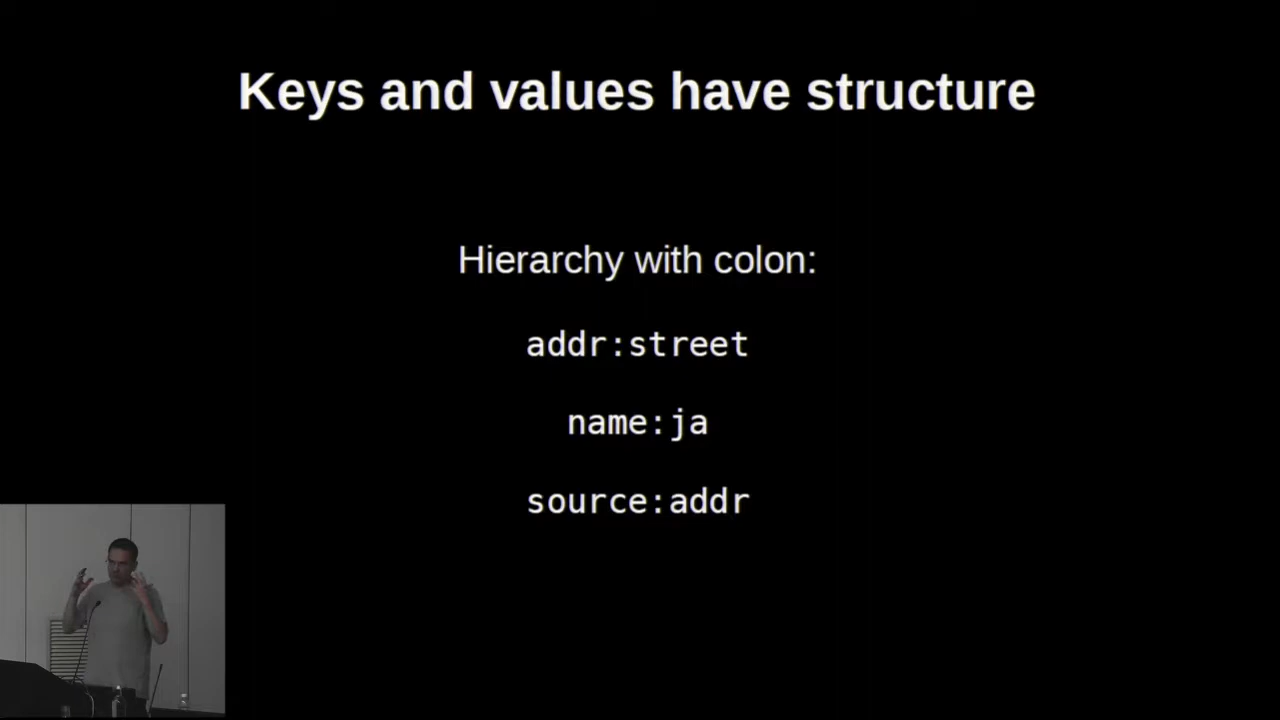 Keys and values have structure
Hierarchy with colon:
addr:street
name:ja
source:addr